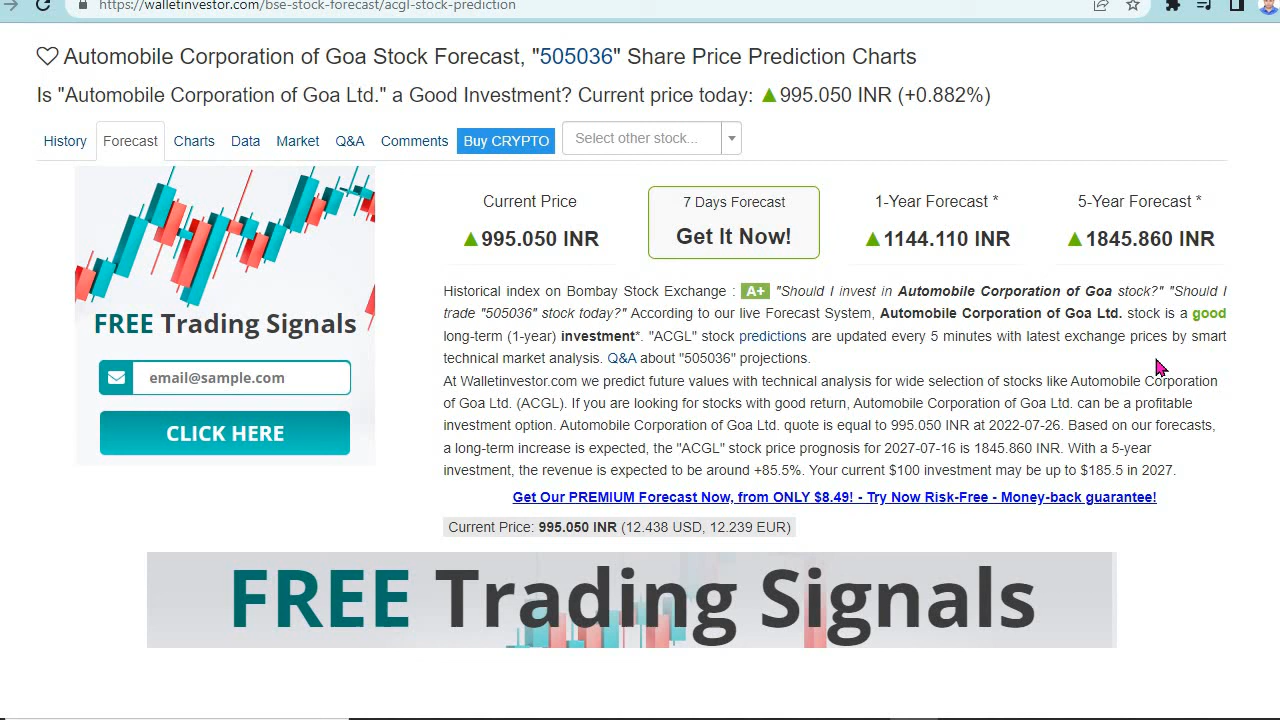 https://walletinvestor.com/bse-stock-forecast/acgl-stock-prediction
Automobile Corporation of Goa Stock Forecast, "505036" Share Price Prediction Charts
Is "Automobile Corporation of Goa Ltd." a Good Investment? Current price today: ▲995.050 INR (+0.882%)
History Forecast Charts Data Market Q&A Comments Buy CRYPTO Select other stock...
FREE Trading Signals
email@sample.com
CLICK HERE
Current Price
▲995.050 INR
7 Days Forecast
Get It Now!
1-Year Forecast *
▲1144.110 INR
5-Year Forecast *
▲1845.860 INR
Historical index on Bombay Stock Exchange : A+ "Should I invest in Automobile Corporation of Goa stock?" "Should I
trade "505036" stock today?" According to our live Forecast System, Automobile Corporation of Goa Ltd. stock is a good
long-term (1-year) investment*. "ACGL" stock predictions are updated every 5 minutes with latest exchange prices by smart
technical market analysis. Q&A about "505036" projections.
At Walletinvestor.com we predict future values with technical analysis for wide selection of stocks like Automobile Corporation
of Goa Ltd. (ACGL). If you are looking for stocks with good return, Automobile Corporation of Goa Ltd. can be a profitable
investment option. Automobile Corporation of Goa Ltd. quote is equal to 995.050 INR at 2022-07-26. Based on our forecasts,
a long-term increase is expected, the "ACGL" stock price prognosis for 2027-07-16 is 1845.860 INR. With a 5-year
investment, the revenue is expected to be around +85.5%. Your current $100 investment may be up to $185.5 in 2027.
Get Our PREMIUM Forecast Now, from ONLY $8.49! - Try Now Risk-Free - Money-back guarantee!
Current Price: 995.050 INR (12.438 USD, 12.239 EUR)
FREE Trading Signals